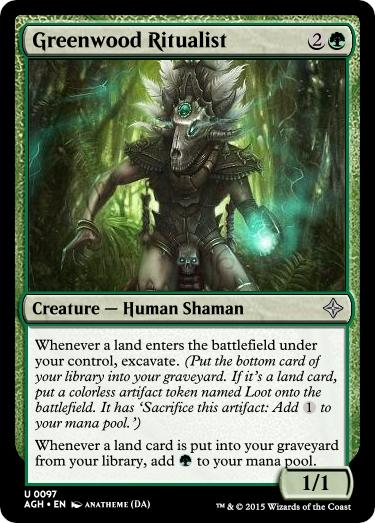 Greenwood Ritualist 2
Creature — Human Shaman
Whenever a land enters the battlefield under
your control, excavate. (Put the bottom card of
your library into your graveyard. If it's a land card,
put a colorless artifact token named Loot onto the
battlefield. It has ‘Sacrifice this artifact: Add 1 to
your mana pool.’)
Whenever a land card is put into your graveyard
from your library, add to your mana pool.
1/1
U 0097
AGH • EN ANATHEME (DA)
™ & © 2015 Wizards of the Coast